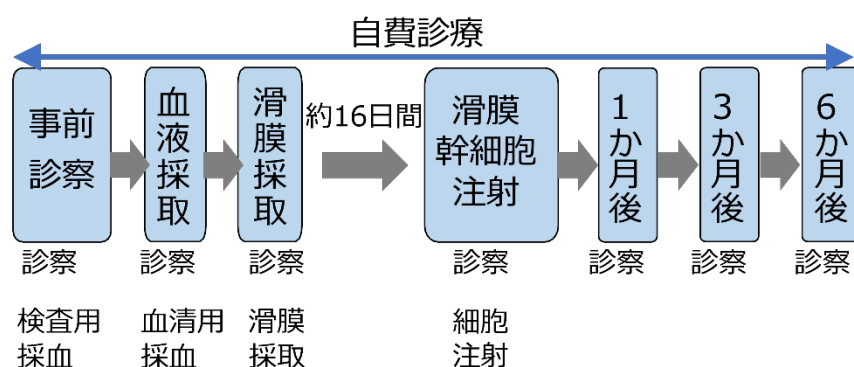 自費診療
事前
診察
血液採取
滑膜採取
約16日間
滑膜
幹細胞
注射
1か月後
3か月後
6か月後
診察
診察
診察
診察
診察
診察
診察
検査用
採血
血清用
採血
滑膜
採取
細胞
注射